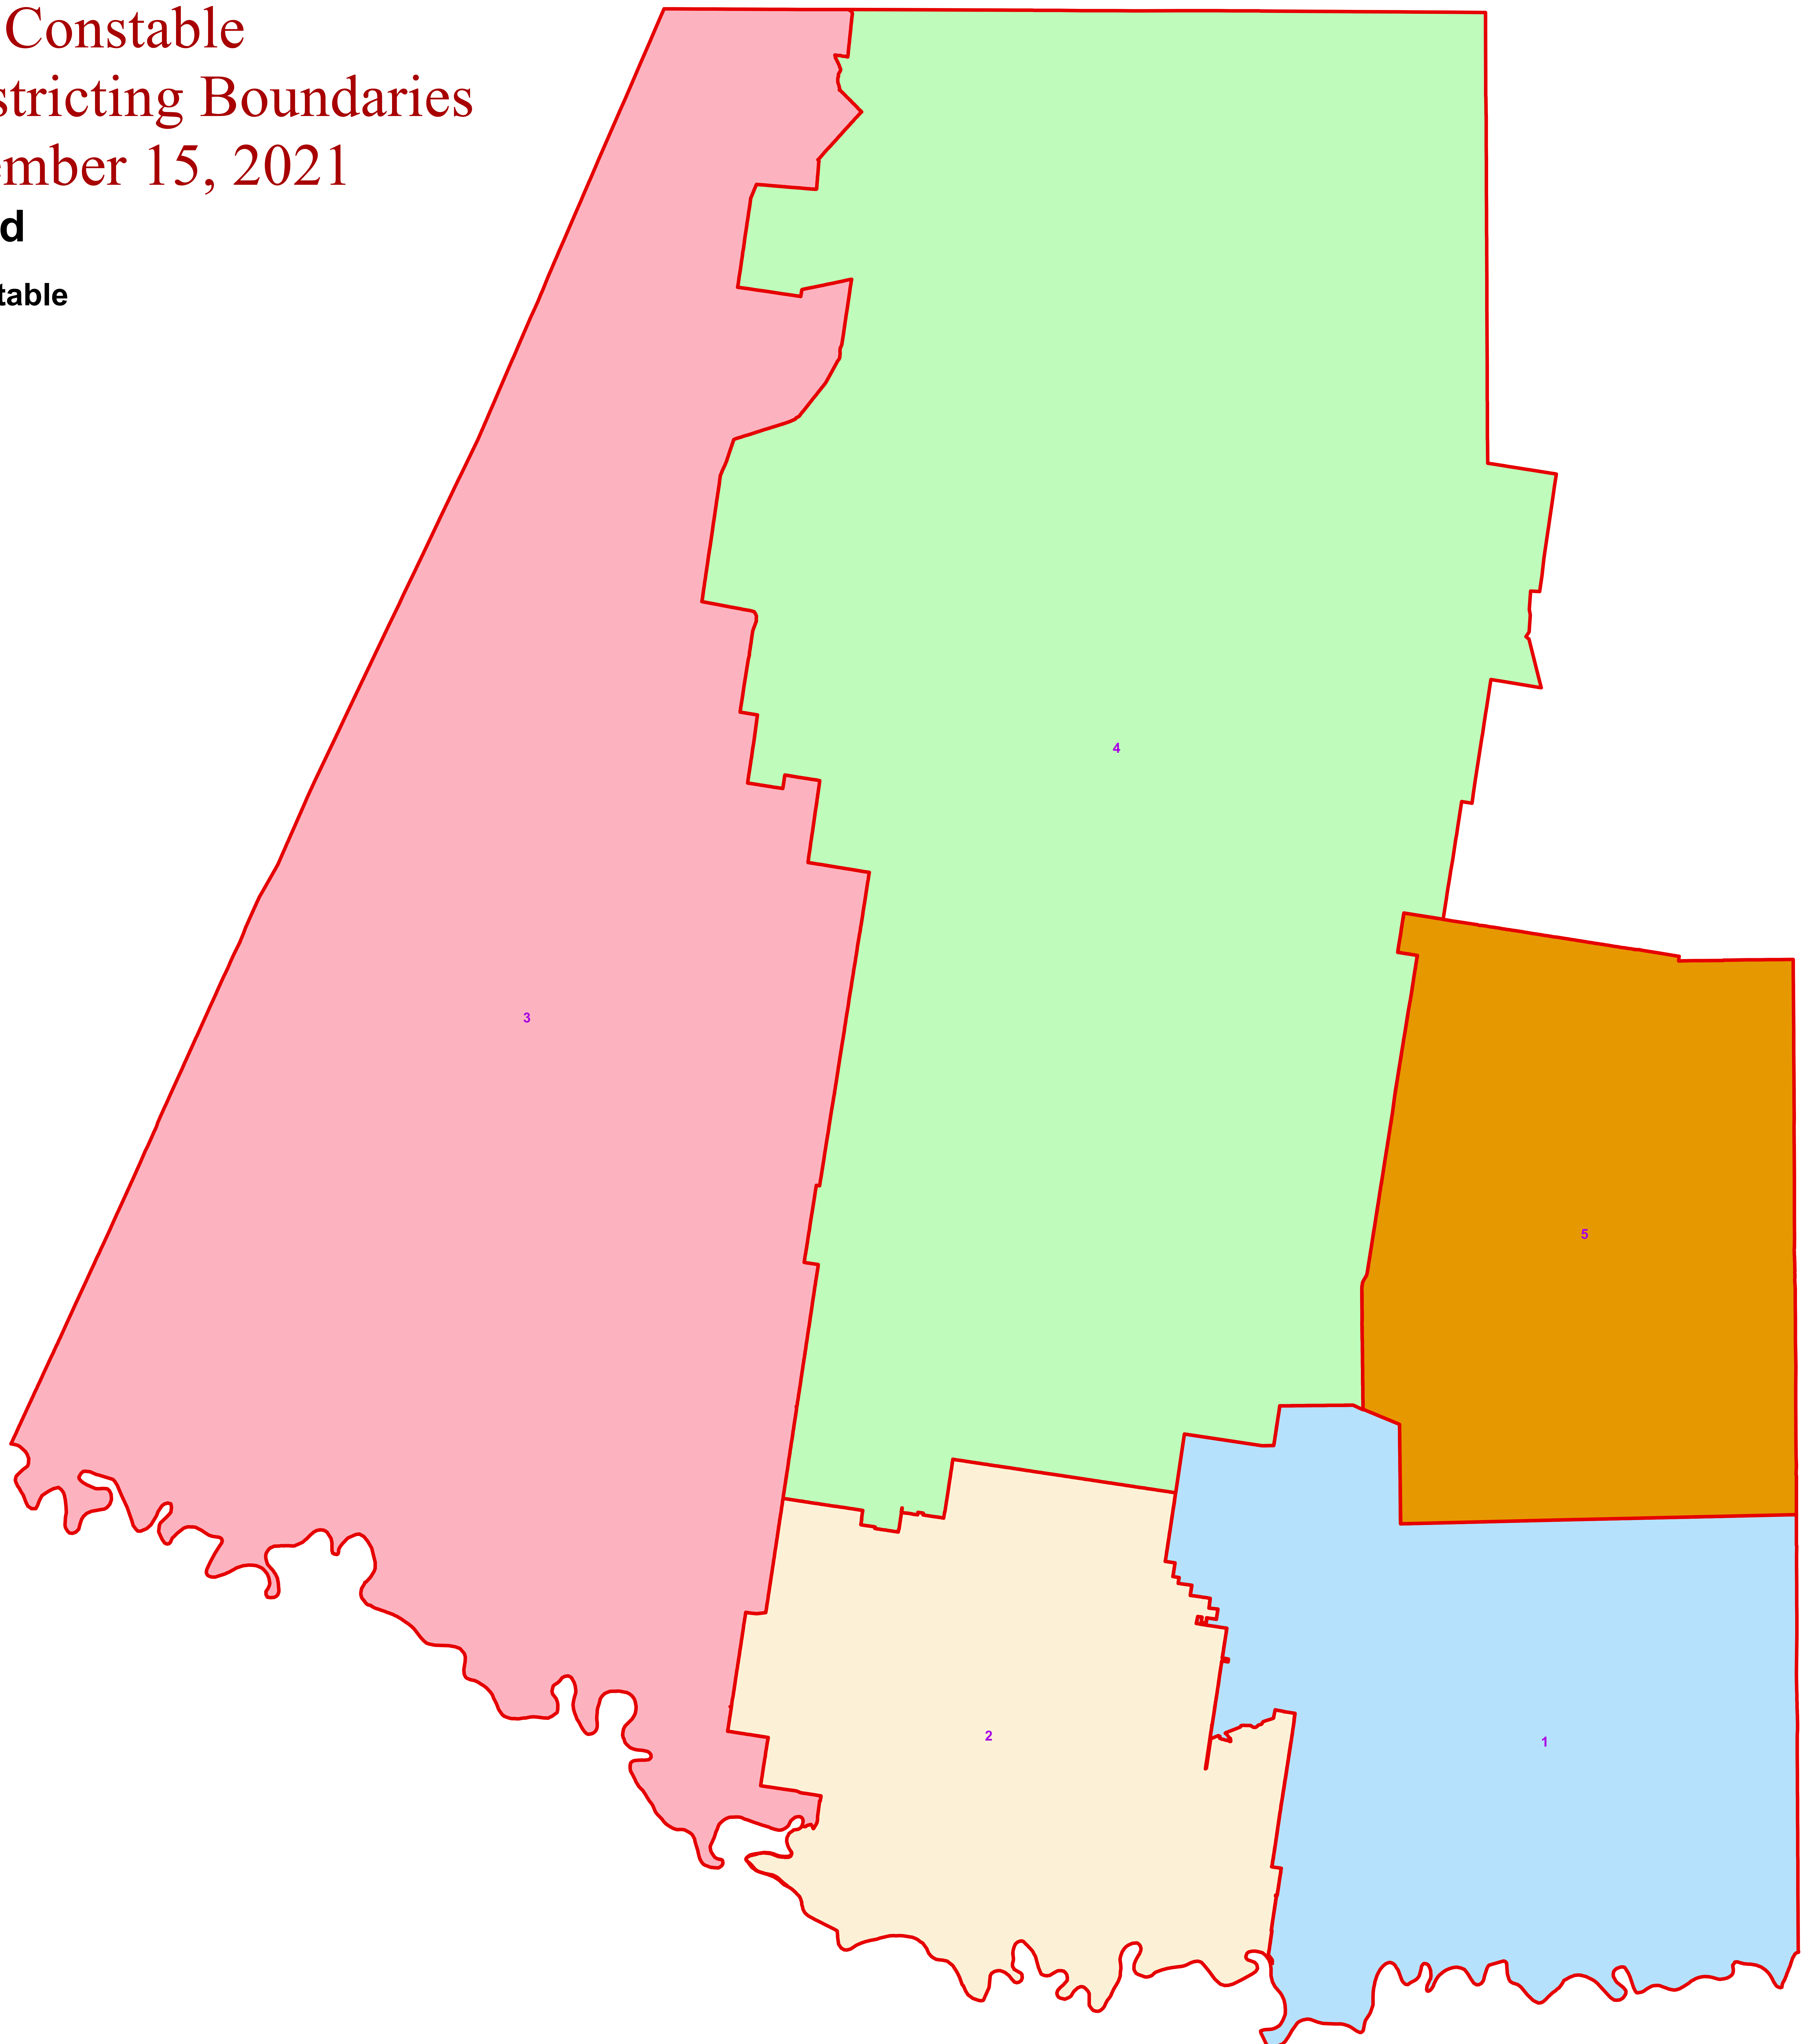 Constable
stricting Boundaries
mber 15, 2021
d
table
4
3
5
2
1